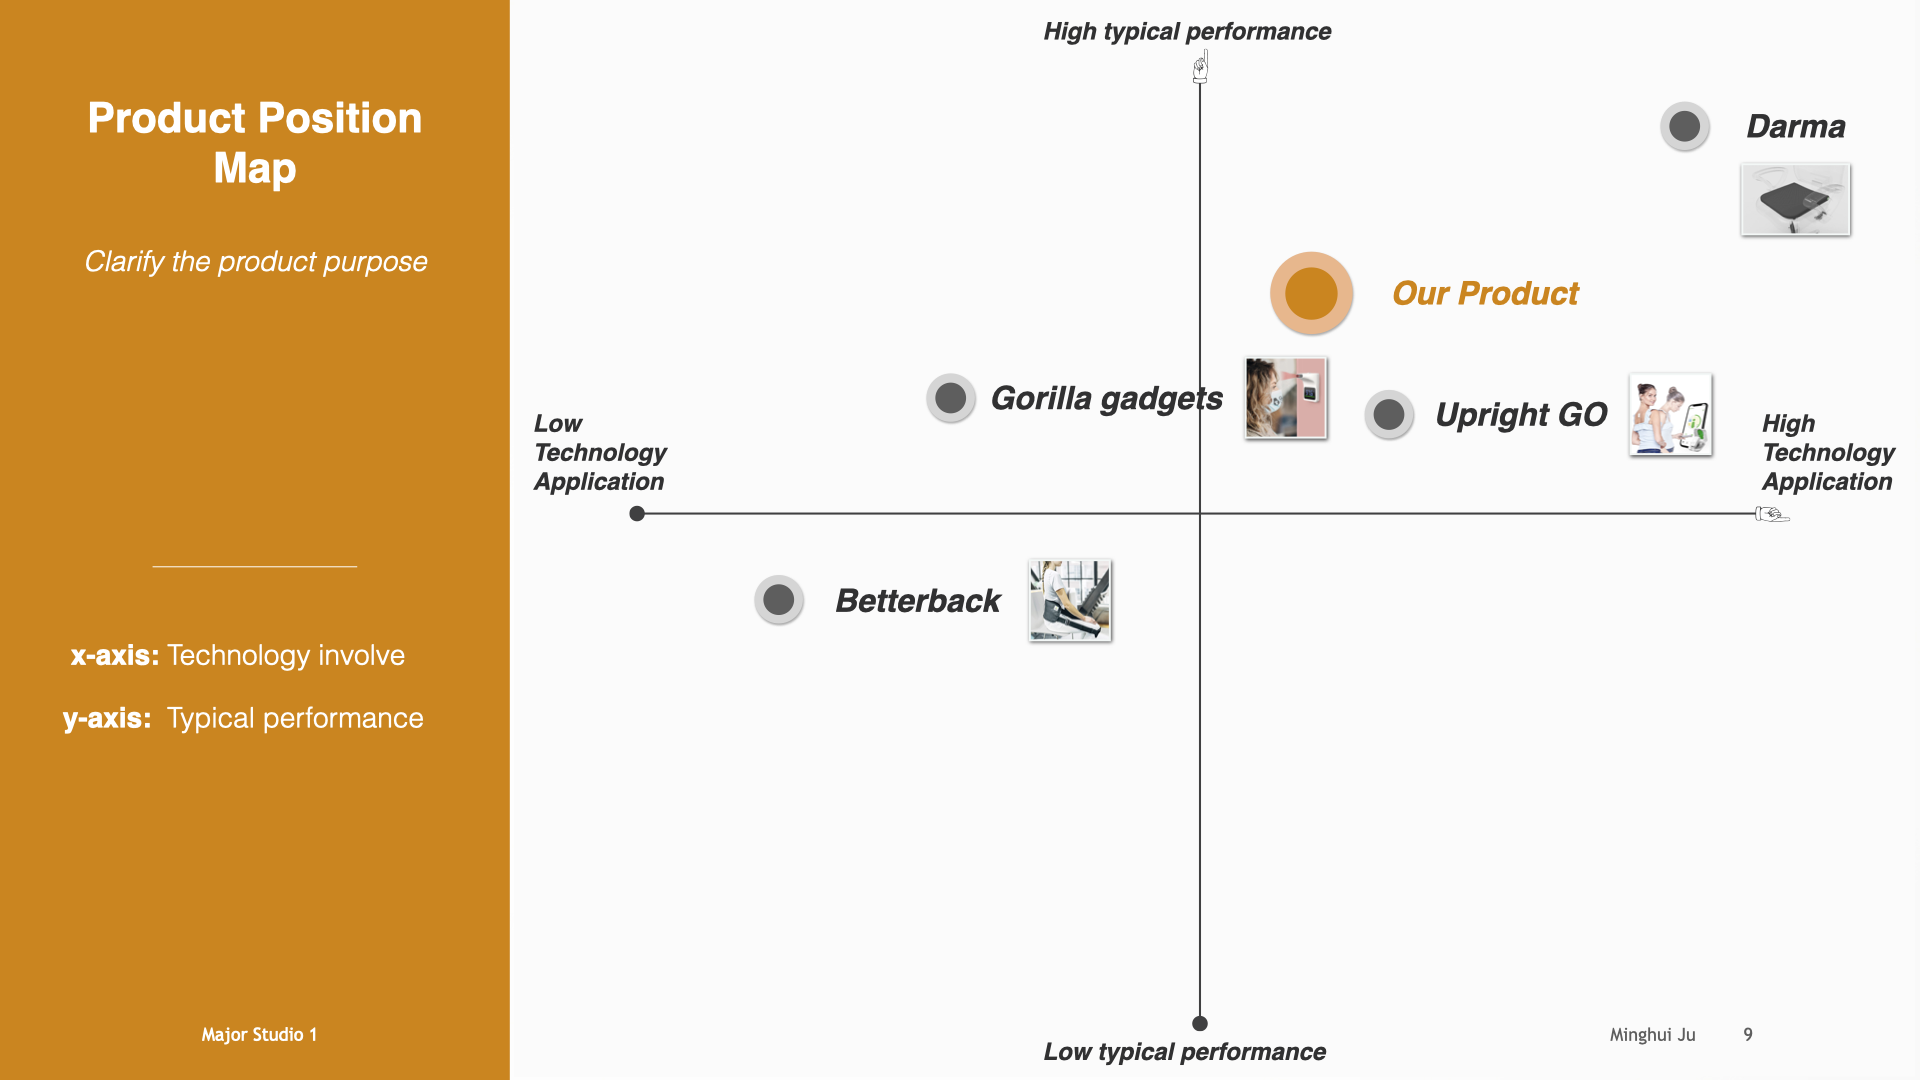 Product Position
Map
Clarify the product purpose
x-axis: Technology involve
y-axis: Typical performance
Major Studio 1
High typical performance
Darma
Our Product
Gorilla gadgets
Upright GO
Low
Technology
Application
High
Technology
Application
Betterback
Low typical performance
Minghui Ju
9